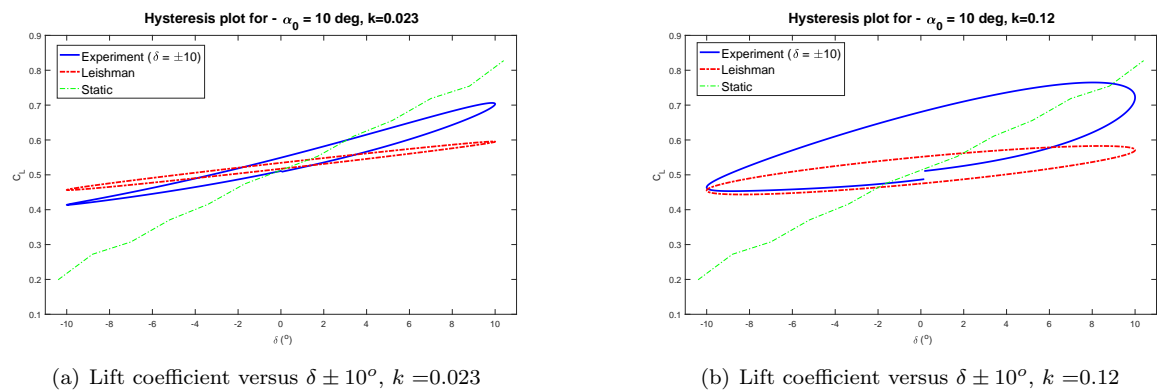 Hysteresis plot for - α₀ = 10 deg, k=0.023
0.9
0.8
0.7
0.6
0.5
0.4
0.3
0.2
0.1
C_L
Experiment (δ = ±10)
Leishman
Static
-10 -8 -6 -4 -2 0 2 4 6 8 10
δ (°)
(a) Lift coefficient versus δ ± 10ᵒ, k =0.023
Hysteresis plot for - α₀ = 10 deg, k=0.12
0.9
0.8
0.7
0.6
0.5
0.4
0.3
0.2
0.1
C_L
Experiment (δ = ±10)
Leishman
Static
-10 -8 -6 -4 -2 0 2 4 6 8 10
δ (°)
(b) Lift coefficient versus δ ± 10ᵒ, k =0.12